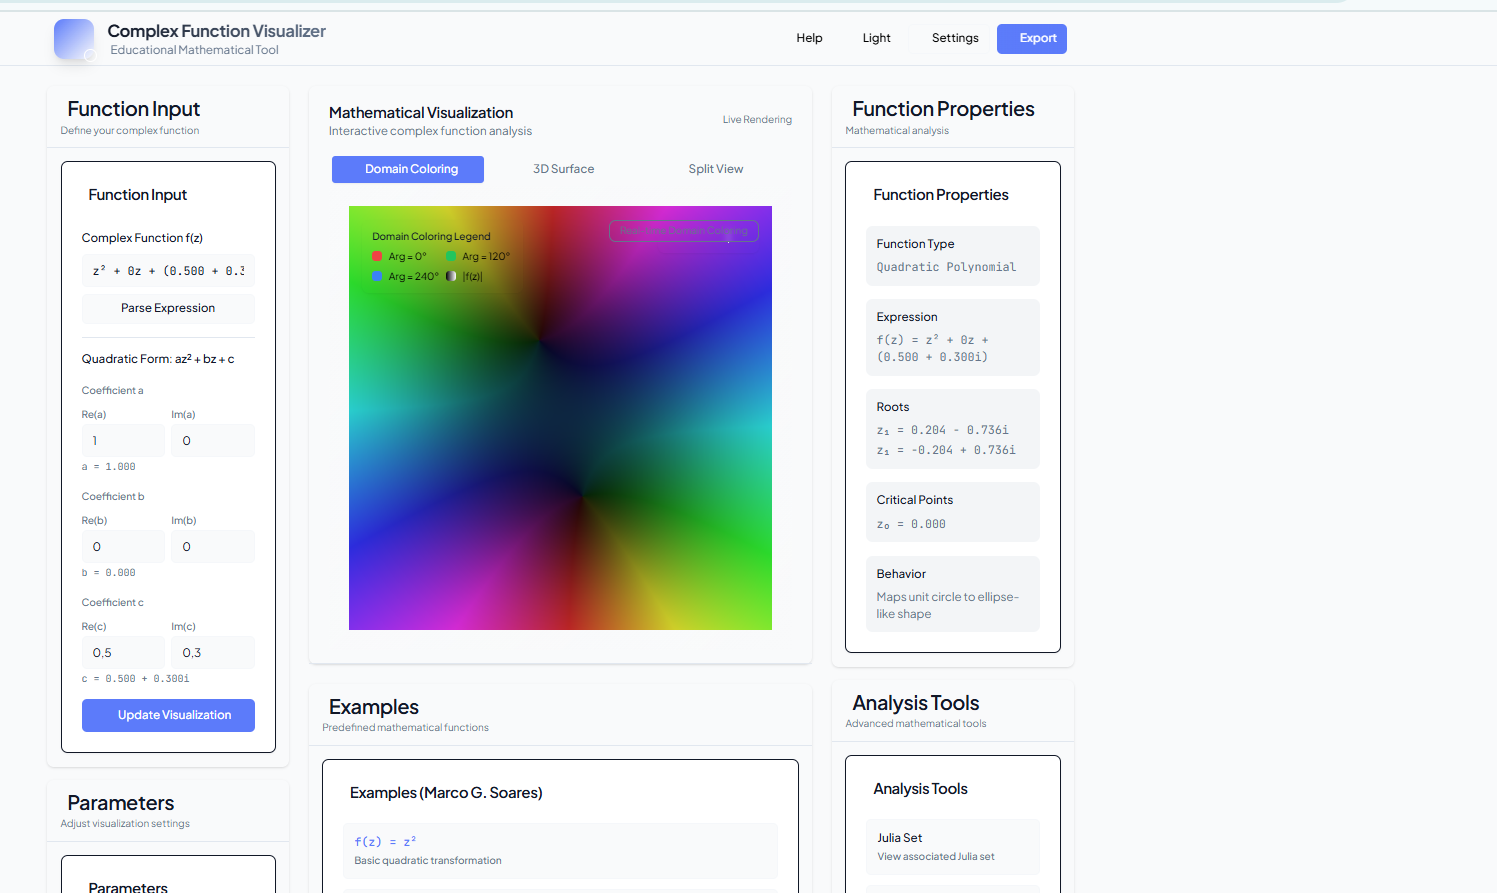 Complex Function Visualizer
Educational Mathematical Tool
Help
Light
Settings
Export
Function Input
Define your complex function
Function Input
Complex Function f(z)
z² + 0z + (0.500 + 0.3
Parse Expression
Quadratic Form: az² + bz + c
Coefficient a
Re(a) Im(a)
1 0
a = 1.000
Coefficient b
Re(b) Im(b)
0 0
b = 0.000
Coefficient c
Re(c) Im(c)
0,5 0,3
c = 0.500 + 0.300i
Update Visualization
Parameters
Adjust visualization settings
Parameters
Mathematical Visualization
Interactive complex function analysis
Live Rendering
Domain Coloring
3D Surface
Split View
Domain Coloring Legend
Arg = 0° Arg = 120°
Arg = 240° |f(z)|
Real-time Domain Coloring
Examples
Predefined mathematical functions
Examples (Marco G. Soares)
f(z) = z²
Basic quadratic transformation
Function Properties
Mathematical analysis
Function Properties
Function Type
Quadratic Polynomial
Expression
f(z) = z² + 0z +
(0.500 + 0.300i)
Roots
z₁ = 0.204 - 0.736i
z₁ = -0.204 + 0.736i
Critical Points
z₀ = 0.000
Behavior
Maps unit circle to ellipse-
like shape
Analysis Tools
Advanced mathematical tools
Analysis Tools
Julia Set
View associated Julia set